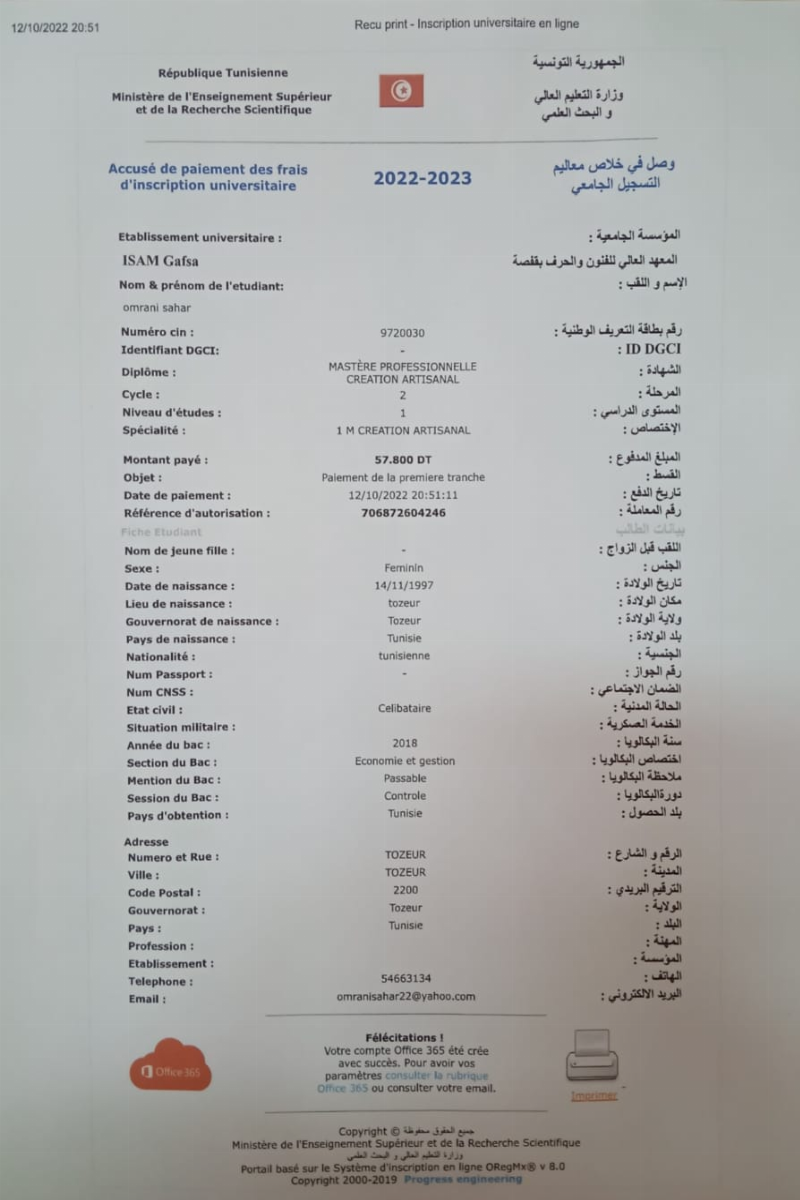 12/10/2022 20:51
Recu print - Inscription universitaire en ligne
République Tunisienne
الجمهورية التونسية
Ministère de l'Enseignement Supérieur
et de la Recherche Scientifique
وزارة التعليم العالي
و البحث العلمي
Accusé de paiement des frais
d'inscription universitaire
2022-2023
وصل في خلاص معاليم
التسجيل الجامعي
Etablissement universitaire : المؤسسة الجامعية :
ISAM Gafsa المعهد العالي للفنون والحرف بقفصة
Nom & prénom de l'etudiant: الإسم و اللقب :
omrani sahar
Numéro cin : 9720030 رقم بطاقة التعريف الوطنية :
Identifiant DGCI: - ID DGCI :
Diplôme : MASTÈRE PROFESSIONNELLE الشهادة :
CREATION ARTISANAL
Cycle : 2 المرحلة :
Niveau d'études : 1 المستوى الدراسي :
Spécialité : 1 M CREATION ARTISANAL الإختصاص :
Montant payé : 57.800 DT المبلغ المدفوع :
Objet : Paiement de la premiere tranche القسط :
Date de paiement : 12/10/2022 20:51:11 تاريخ الدفع :
Référence d'autorisation : 706872604246 رقم المعاملة :
Fiche Etudiant بيانات الطالب
Nom de jeune fille : - اللقب قبل الزواج :
Sexe : Feminin الجنس :
Date de naissance : 14/11/1997 تاريخ الولادة :
Lieu de naissance : tozeur مكان الولادة :
Gouvernorat de naissance : Tozeur ولاية الولادة :
Pays de naissance : Tunisie بلد الولادة :
Nationalité : tunisienne الجنسية :
Num Passport : - رقم الجواز :
Num CNSS : الضمان الاجتماعي :
Etat civil : Celibataire الحالة المدنية :
Situation militaire : الخدمة العسكرية :
Année du bac : 2018 سنة البكالويا :
Section du Bac : Economie et gestion اختصاص البكالويا :
Mention du Bac : Passable ملاحظة البكالويا :
Session du Bac : Controle دورةالبكالويا :
Pays d'obtention : Tunisie بلد الحصول :
Adresse
Numero et Rue : TOZEUR الرقم و الشارع :
Ville : TOZEUR المدينة :
Code Postal : 2200 الترقيم البريدي :
Gouvernorat : Tozeur الولاية :
Pays : Tunisie البلد :
Profession : المهنة :
Etablissement : المؤسسة :
Telephone : 54663134 الهاتف :
Email : omranisahar22@yahoo.com البريد الالكتروني :
Félécitations !
Votre compte Office 365 été crée
avec succès. Pour avoir vos
paramètres consulter la rubrique
Office 365 ou consulter votre email.
Office 365
Imprimer
Copyright © جميع الحقوق محفوظة
Ministère de l'Enseignement Supérieur et de la Recherche Scientifique
وزارة التعليم العالي و البحث العلمي
Portail basé sur le Système d'inscription en ligne ORegMx® v 8.0
Copyright 2000-2019 Progress engineering